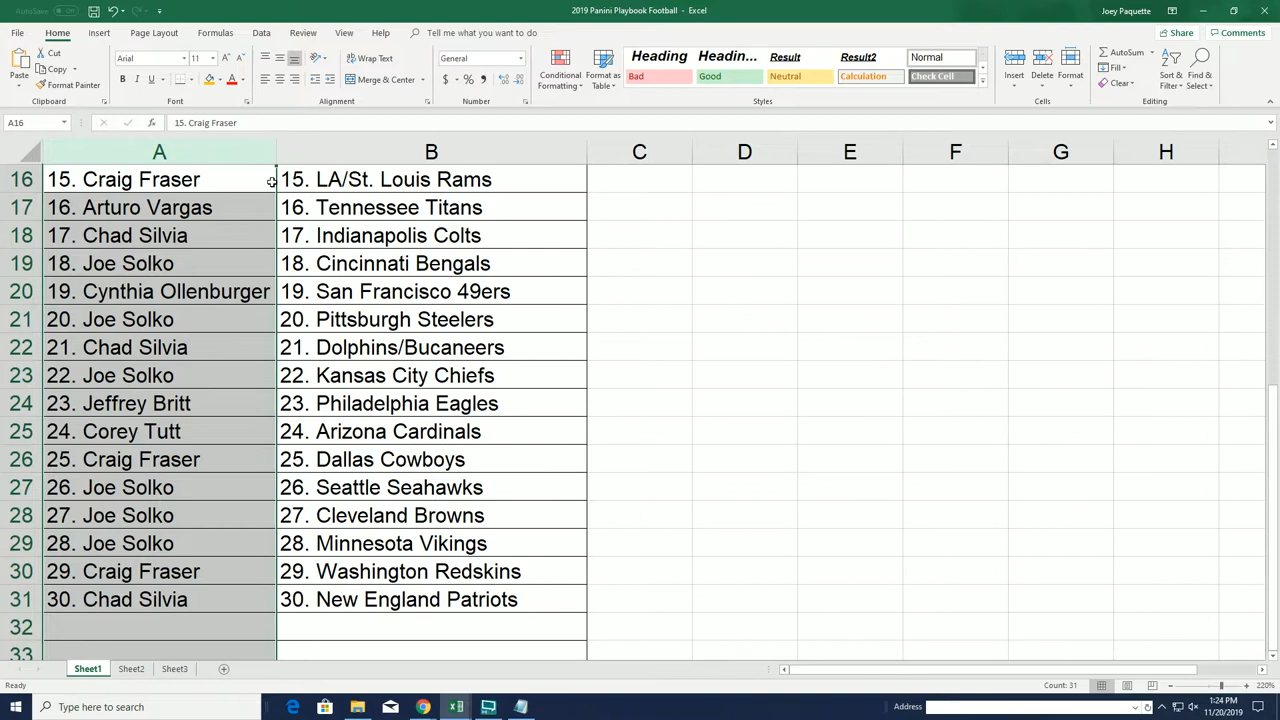 AutoSave Off
2019 Panini Playbook Football - Excel
Joey Paquette
File Home Insert Page Layout Formulas Data Review View Help Tell me what you want to do
Share Comments
Paste Cut Copy Format Painter Clipboard
Arial 11 Font
Wrap Text Merge & Center Alignment
General Number
Conditional Formatting Format as Table
Heading Headin... Result Result2 Normal
Bad Good Neutral Calculation Check Cell
Styles
Insert Delete Format Cells
AutoSum Fill Clear Sort & Filter Find & Select Editing
A16 fx 15. Craig Fraser
A B C D E F G H
16 15. Craig Fraser 15. LA/St. Louis Rams
17 16. Arturo Vargas 16. Tennessee Titans
18 17. Chad Silvia 17. Indianapolis Colts
19 18. Joe Solko 18. Cincinnati Bengals
20 19. Cynthia Ollenburger 19. San Francisco 49ers
21 20. Joe Solko 20. Pittsburgh Steelers
22 21. Chad Silvia 21. Dolphins/Bucaneers
23 22. Joe Solko 22. Kansas City Chiefs
24 23. Jeffrey Britt 23. Philadelphia Eagles
25 24. Corey Tutt 24. Arizona Cardinals
26 25. Craig Fraser 25. Dallas Cowboys
27 26. Joe Solko 26. Seattle Seahawks
28 27. Joe Solko 27. Cleveland Browns
29 28. Joe Solko 28. Minnesota Vikings
30 29. Craig Fraser 29. Washington Redskins
31 30. Chad Silvia 30. New England Patriots
32
33
Sheet1 Sheet2 Sheet3
Ready Count: 31 220%
Type here to search
Address
1:24 PM
11/20/2019